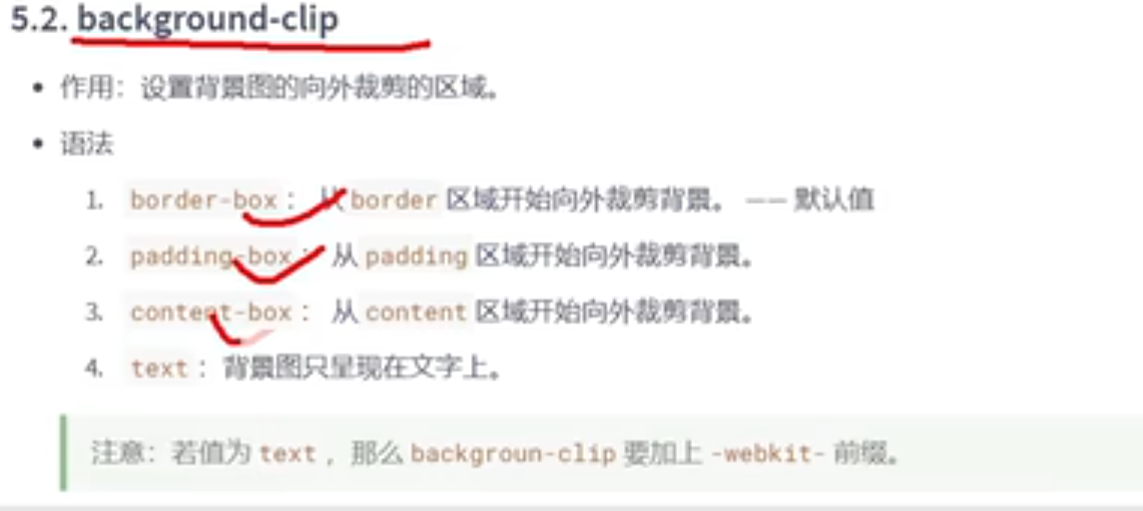 5.2. background-clip
• 作用：设置背景图的向外裁剪的区域。
• 语法
1. border-box： 从 border 区域开始向外裁剪背景。 —— 默认值
2. padding-box： 从 padding 区域开始向外裁剪背景。
3. content-box： 从 content 区域开始向外裁剪背景。
4. text：背景图只呈现在文字上。
注意：若值为 text ，那么 backgroun-clip 要加上 -webkit- 前缀。